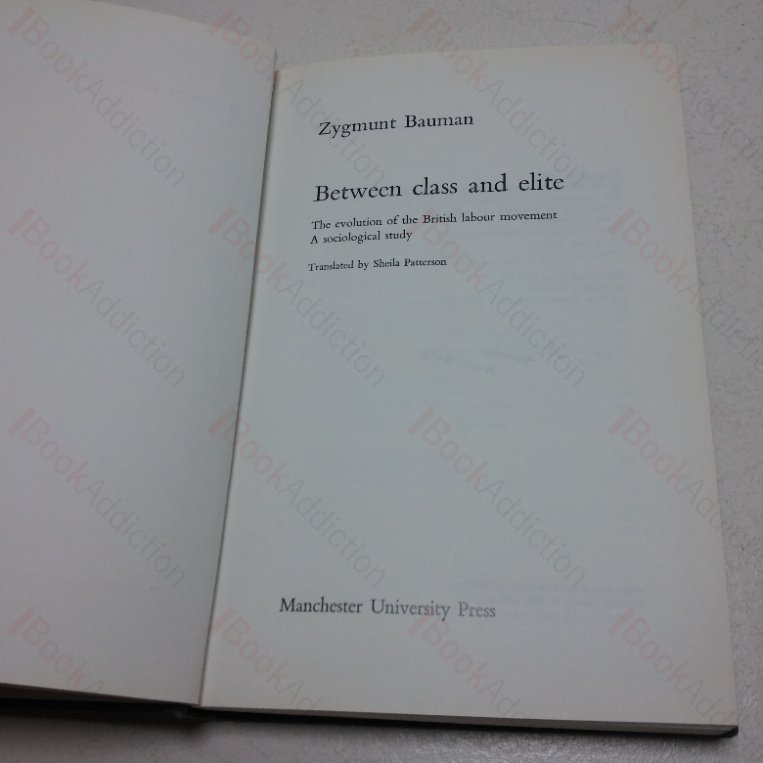 Zygmunt Bauman
Between class and elite
The evolution of the British labour movement
A sociological study
Translated by Sheila Patterson
Manchester University Press
BookAddiction